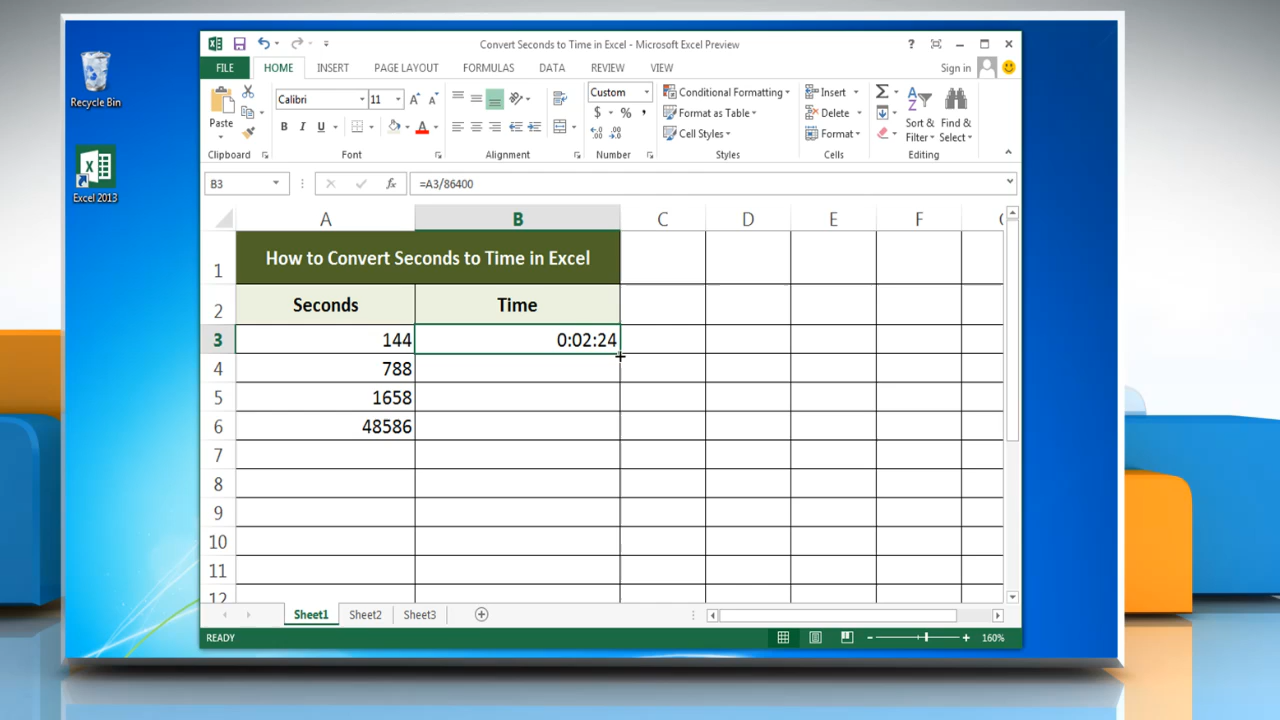 Convert Seconds to Time in Excel - Microsoft Excel Preview
?
Recycle Bin
Excel 2013
FILE HOME INSERT PAGE LAYOUT FORMULAS DATA REVIEW VIEW Sign in
Paste
Calibri 11
B I U
Custom
$ % ,
Conditional Formatting
Format as Table
Cell Styles
Insert
Delete
Format
Sort & Filter
Find & Select
Clipboard Font Alignment Number Styles Cells Editing
B3 fx =A3/86400
A B C D E F
1 How to Convert Seconds to Time in Excel
2 Seconds Time
3 144 0:02:24
4 788
5 1658
6 48586
7
8
9
10
11
12
Sheet1 Sheet2 Sheet3
READY 160%